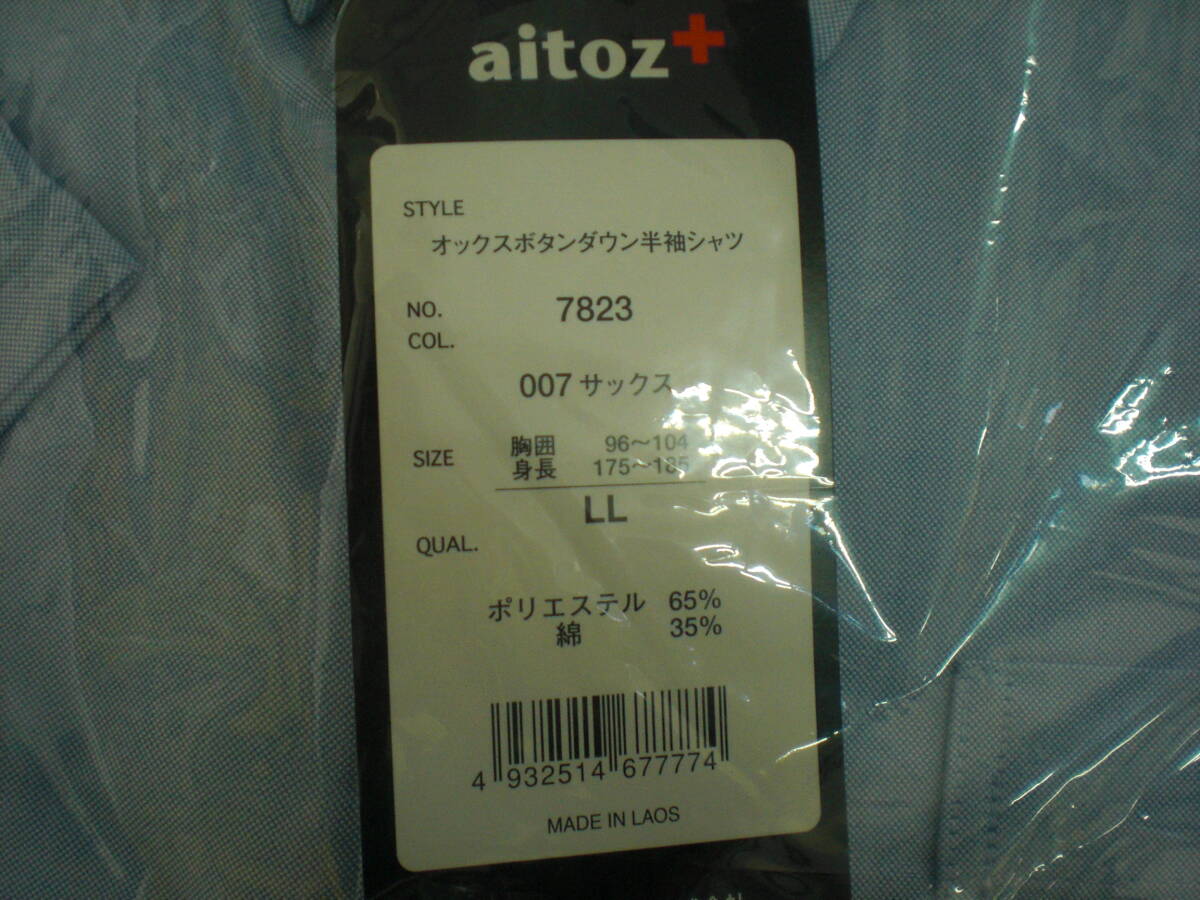 aitoz+
STYLE
オックスボタンダウン半袖シャツ
NO. 7823
COL.
007 サックス
SIZE 胸囲 96〜104
身長 175〜185
LL
QUAL.
ポリエステル 65%
綿 35%
4 932514 677774
MADE IN LAOS